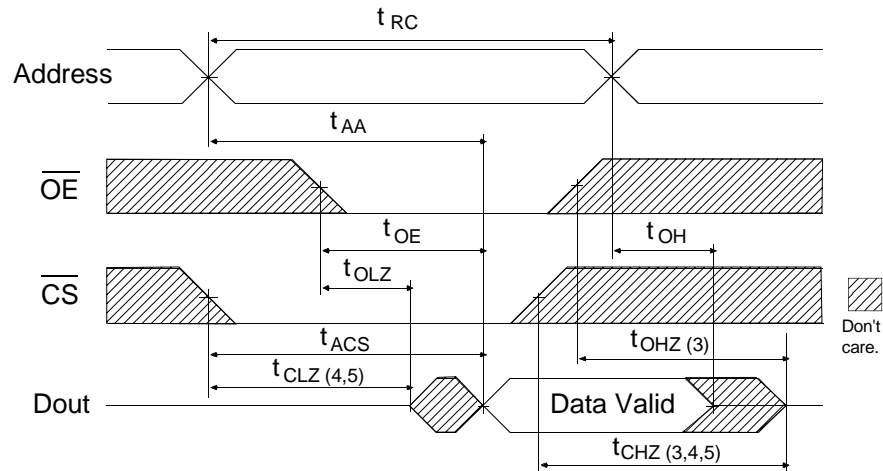 t RC
Address
t AA
OE
t OE
t OH
t OLZ
CS
Don't
care.
t ACS
t OHZ (3)
t CLZ (4,5)
Dout
Data Valid
t CHZ (3,4,5)